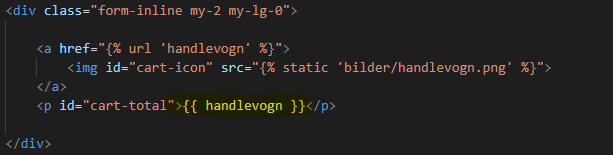 <div class="form-inline my-2 my-lg-0">
<a href="{% url 'handlevogn' %}">
<img id="cart-icon" src="{% static 'bilder/handlevogn.png' %}">
</a>
<p id="cart-total">{{ handlevogn }}</p>
</div>